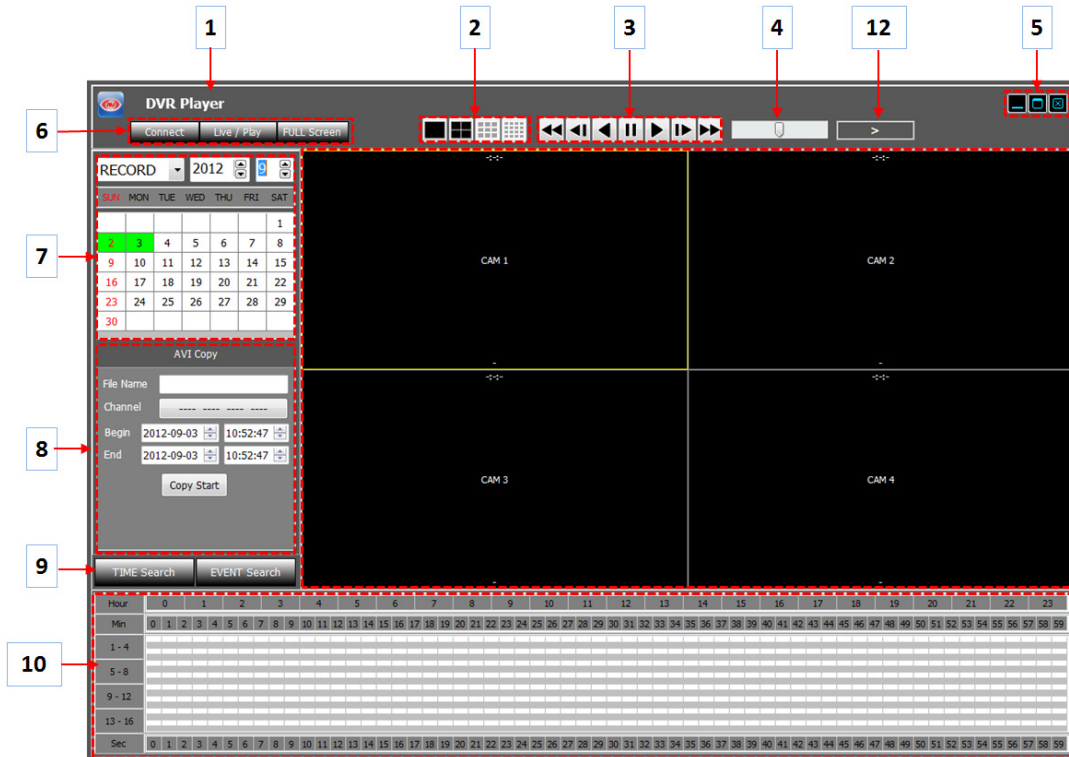 1 2 3 4 12 5
DVR Player
6
Connect Live / Play FULL Screen
>
RECORD 2012 9
SUN MON TUE WED THU FRI SAT
1
2 3 4 5 6 7 8
7
9 10 11 12 13 14 15
16 17 18 19 20 21 22
23 24 25 26 27 28 29
30
-:-:-
CAM 1
-
-:-:-
CAM 2
-
AVI Copy
File Name
Channel ---- ---- ---- ----
Begin 2012-09-03 10:52:47
8
End 2012-09-03 10:52:47
Copy Start
-:-:-
CAM 3
-
-:-:-
CAM 4
-
9
TIME Search EVENT Search
Hour 0 1 2 3 4 5 6 7 8 9 10 11 12 13 14 15 16 17 18 19 20 21 22 23
Min 0 1 2 3 4 5 6 7 8 9 10 11 12 13 14 15 16 17 18 19 20 21 22 23 24 25 26 27 28 29 30 31 32 33 34 35 36 37 38 39 40 41 42 43 44 45 46 47 48 49 50 51 52 53 54 55 56 57 58 59
1 - 4
10
5 - 8
9 - 12
13 - 16
Sec 0 1 2 3 4 5 6 7 8 9 10 11 12 13 14 15 16 17 18 19 20 21 22 23 24 25 26 27 28 29 30 31 32 33 34 35 36 37 38 39 40 41 42 43 44 45 46 47 48 49 50 51 52 53 54 55 56 57 58 59